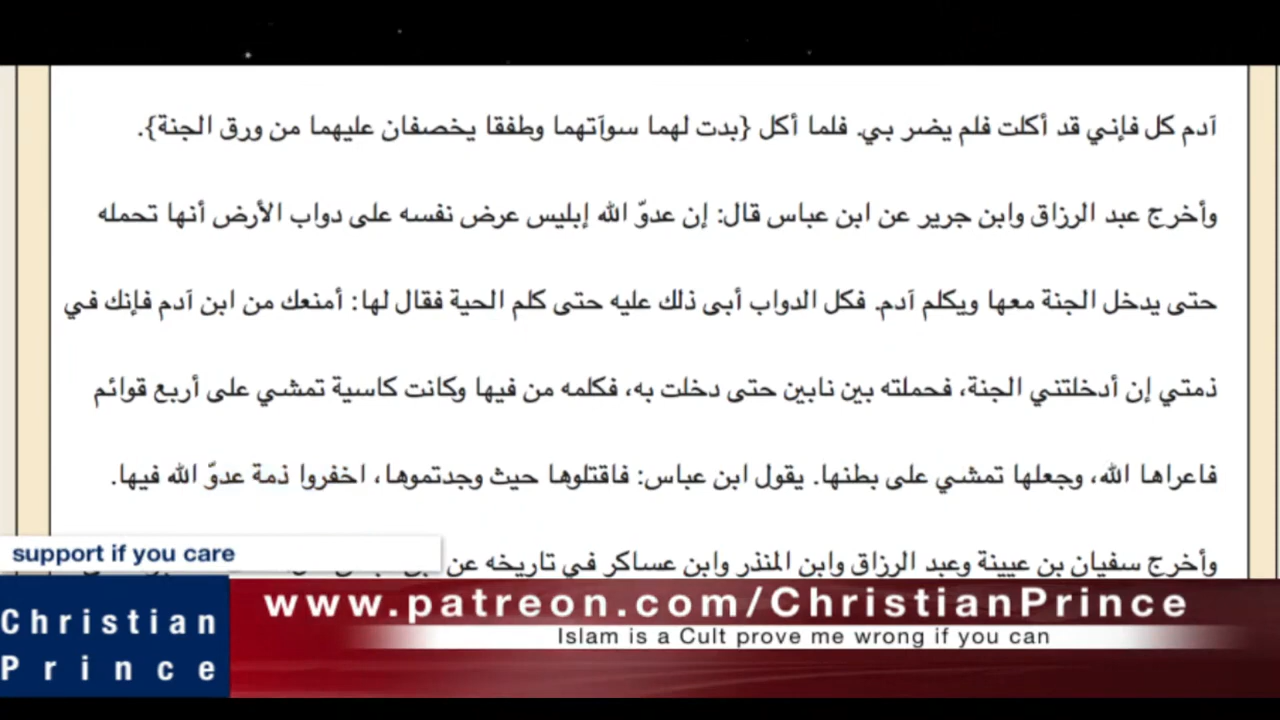 آدم كل فإني قد أكلت فلم يضر بي. فلما أكل {بدت لهما سوآتهما وطفقا يخصفان عليهما من ورق الجنة}.
وأخرج عبد الرزاق وابن جرير عن ابن عباس قال: إن عدوّ الله إبليس عرض نفسه على دواب الأرض أنها تحمله
حتى يدخل الجنة معها ويكلم آدم. فكل الدواب أبى ذلك عليه حتى كلم الحية فقال لها: أمنعك من ابن آدم فإنك في
ذمتي إن أدخلتني الجنة، فحملته بين نابين حتى دخلت به، فكلمه من فيها وكانت كاسية تمشي على أربع قوائم
فاعراها الله، وجعلها تمشي على بطنها. يقول ابن عباس: فاقتلوها حيث وجدتموها، اخفروا ذمة عدوّ الله فيها.
وأخرج سفيان بن عيينة وعبد الرزاق وابن المنذر وابن عساكر في تاريخه عن
support if you care
Christian
Prince
www.patreon.com/ChristianPrince
Islam is a Cult prove me wrong if you can